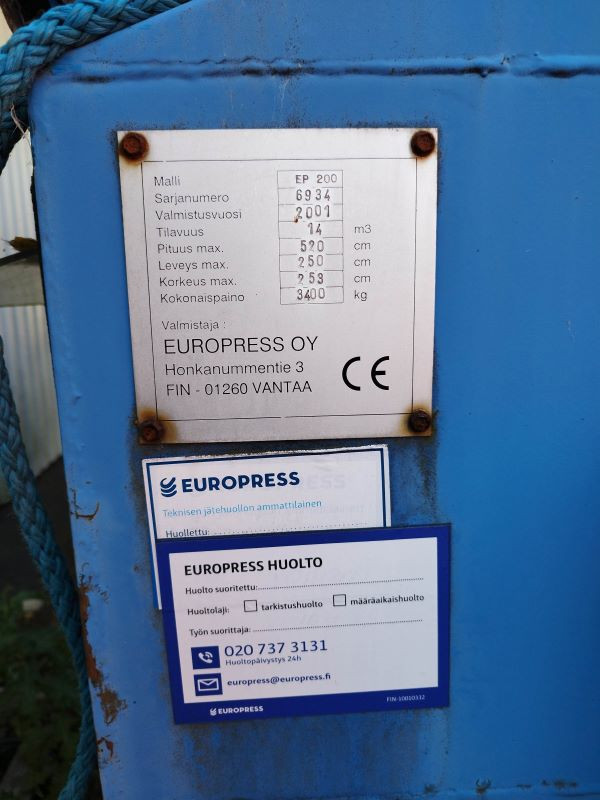 Malli EP 200
Sarjanumero 6934
Valmistusvuosi 2001
Tilavuus 14 m3
Pituus max. 520 cm
Leveys max. 250 cm
Korkeus max. 253 cm
Kokonaispaino 3400 kg
Valmistaja :
EUROPRESS OY
Honkanummentie 3
FIN - 01260 VANTAA
CE
EUROPRESS
Teknisen jätehuollon ammattilainen
Huollettu:
EUROPRESS HUOLTO
Huolto suoritettu:
Huoltolaji: tarkistushuolto määräaikaishuolto
Työn suorittaja:
020 737 3131
Huoltopäivystys 24h
europress@europress.fi
EUROPRESS
FIN-10010332